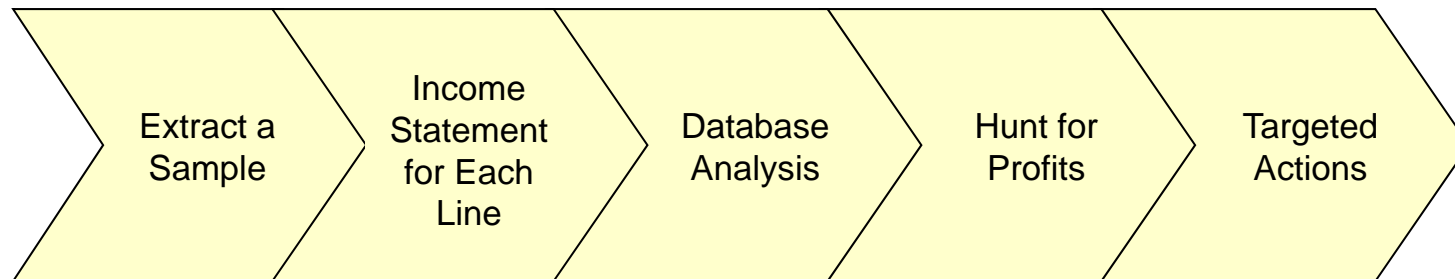 Extract a
Sample
Income
Statement
for Each
Line
Database
Analysis
Hunt for
Profits
Targeted
Actions